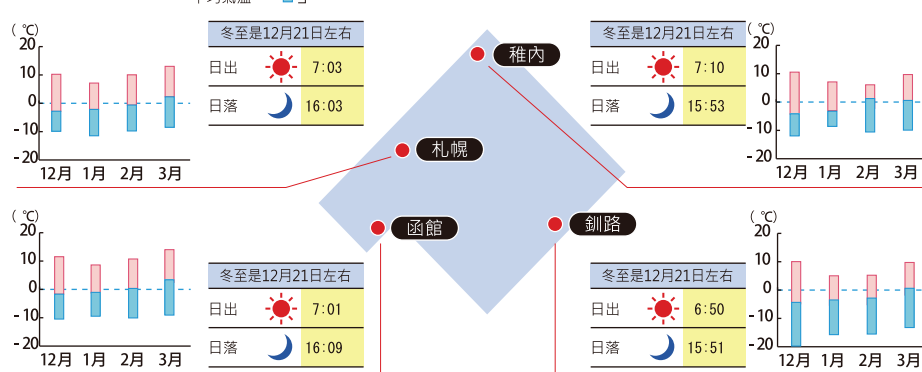 (℃)
20
10
0
-10
-20
12月 1月 2月 3月
冬至是12月21日左右
日出 7:03
日落 16:03
稚內
札幌
函館
釧路
冬至是12月21日左右
日出 7:10
日落 15:53
(℃)
20
10
0
-10
-20
12月 1月 2月 3月
(℃)
20
10
0
-10
-20
12月 1月 2月 3月
冬至是12月21日左右
日出 7:01
日落 16:09
冬至是12月21日左右
日出 6:50
日落 15:51
(℃)
20
10
0
-10
-20
12月 1月 2月 3月